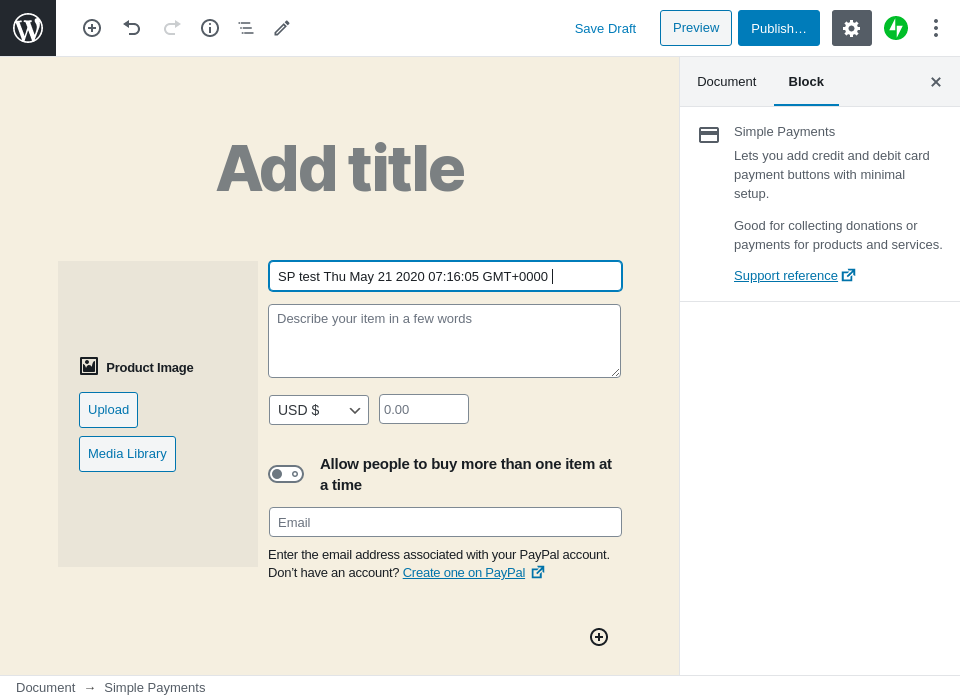 Save Draft
Preview
Publish…
Document
Block
Simple Payments
Lets you add credit and debit card
payment buttons with minimal
setup.
Good for collecting donations or
payments for products and services.
Support reference
Add title
SP test Thu May 21 2020 07:16:05 GMT+0000
Describe your item in a few words
Product Image
Upload
Media Library
USD $
0.00
Allow people to buy more than one item at
a time
Email
Enter the email address associated with your PayPal account.
Don’t have an account? Create one on PayPal
Document → Simple Payments